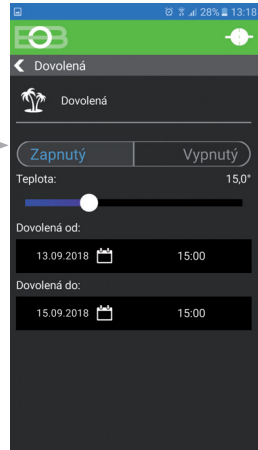 28% 13:18
EOB
Dovolená
Dovolená
Zapnutý Vypnutý
Teplota: 15,0°
Dovolená od:
13.09.2018 15:00
Dovolená do:
15.09.2018 15:00